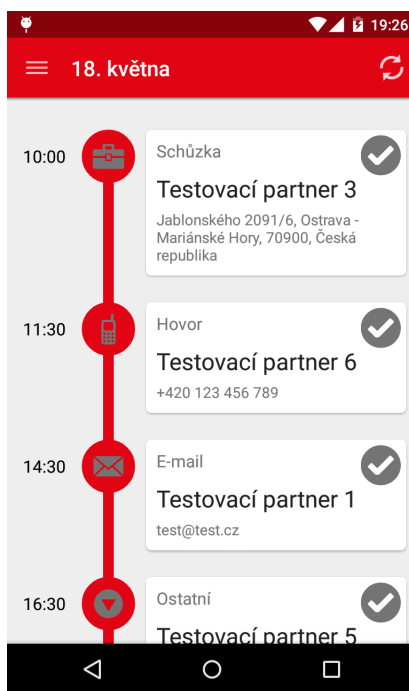 19:26
18. května
10:00
Schůzka
Testovací partner 3
Jablonského 2091/6, Ostrava -
Mariánské Hory, 70900, Česká
republika
11:30
Hovor
Testovací partner 6
+420 123 456 789
14:30
E-mail
Testovací partner 1
test@test.cz
16:30
Ostatní
Testovací partner 5